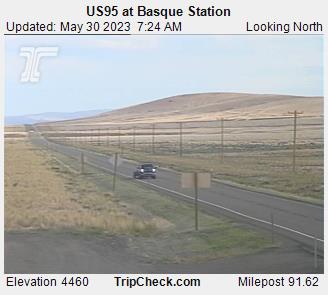 US95 at Basque Station
Updated: May 30 2023 7:24 AM Looking North
Elevation 4460 TripCheck.com Milepost 91.62